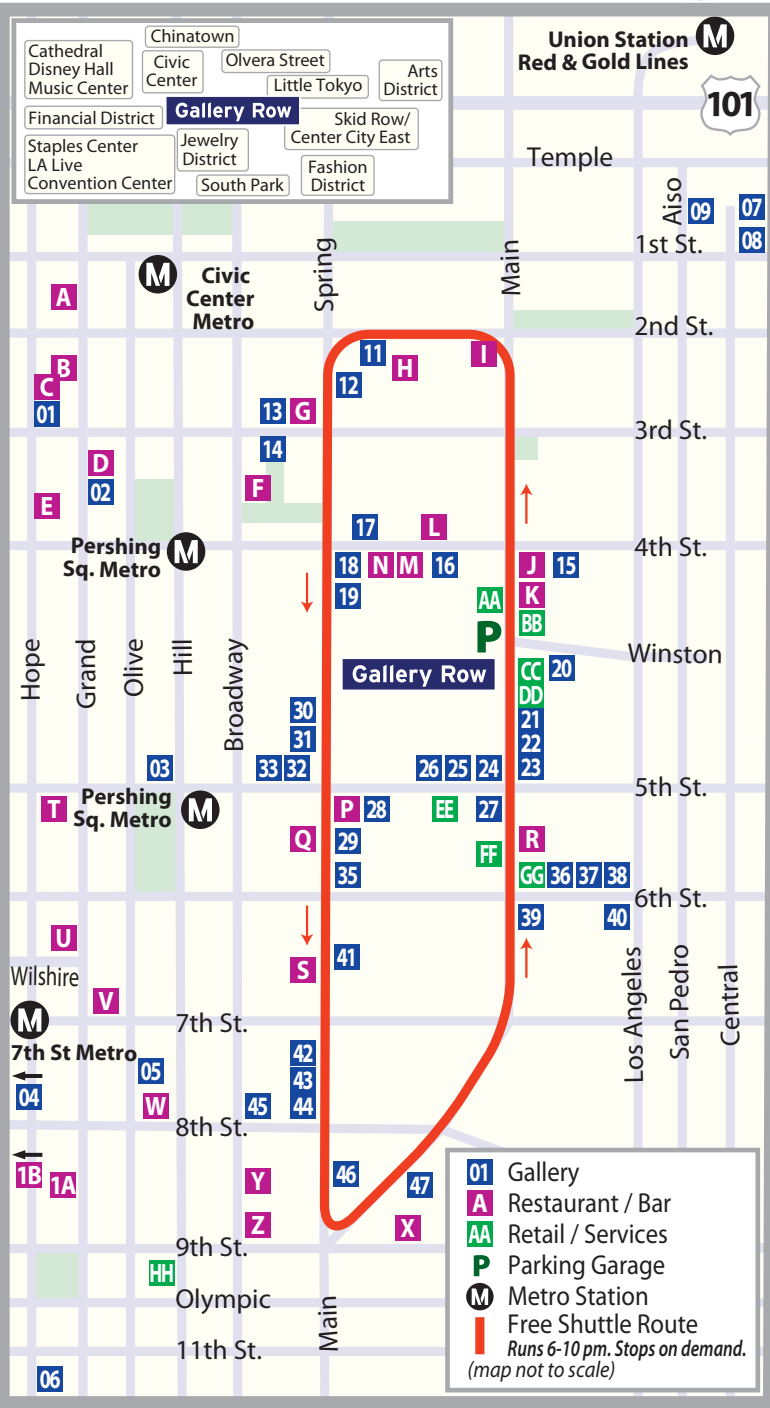 Chinatown
Cathedral
Disney Hall
Music Center
Civic
Center
Olvera Street
Little Tokyo
Arts
District
Financial District
Gallery Row
Skid Row/
Center City East
Staples Center
LA Live
Convention Center
Jewelry
District
South Park
Fashion
District
Union Station
Red & Gold Lines
M
101
Temple
Aiso
09
07
08
1st St.
Spring
Main
M
Civic
Center
Metro
A
2nd St.
11
H
I
12
B
C
01
13
G
3rd St.
14
D
02
F
E
17
L
4th St.
Pershing
Sq. Metro
M
18
N
M
16
J
15
19
AA
K
BB
P
Winston
Hope
Grand
Olive
Hill
Broadway
Gallery Row
CC
20
DD
30
21
31
22
03
33
32
26
25
24
23
5th St.
T
Pershing
Sq. Metro
M
P
28
EE
27
Q
29
FF
R
35
GG
36
37
38
6th St.
39
40
U
S
41
Wilshire
V
Los Angeles
San Pedro
Central
M
7th St.
7th St Metro
42
05
43
04
W
45
44
8th St.
1B
1A
Y
46
47
Z
X
9th St.
HH
Olympic
Main
11th St.
06
01 Gallery
A Restaurant / Bar
AA Retail / Services
P Parking Garage
M Metro Station
Free Shuttle Route
Runs 6-10 pm. Stops on demand.
(map not to scale)